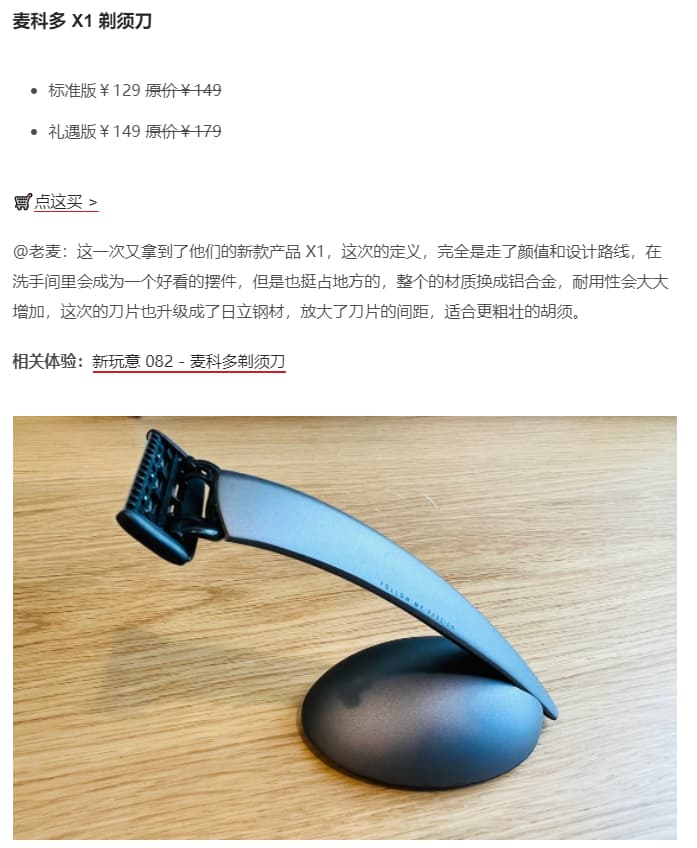 麦科多 X1 剃须刀
标准版￥129 原价￥149
礼遇版￥149 原价￥179
点这买 >
@老麦：这一次又拿到了他们的新款产品 X1，这次的定义，完全是走了颜值和设计路线，在
洗手间里会成为一个好看的摆件，但是也挺占地方的，整个的材质换成铝合金，耐用性会大大
增加，这次的刀片也升级成了日立钢材，放大了刀片的间距，适合更粗壮的胡须。
相关体验：新玩意 082 - 麦科多剃须刀
FOLLOW MY PASSION